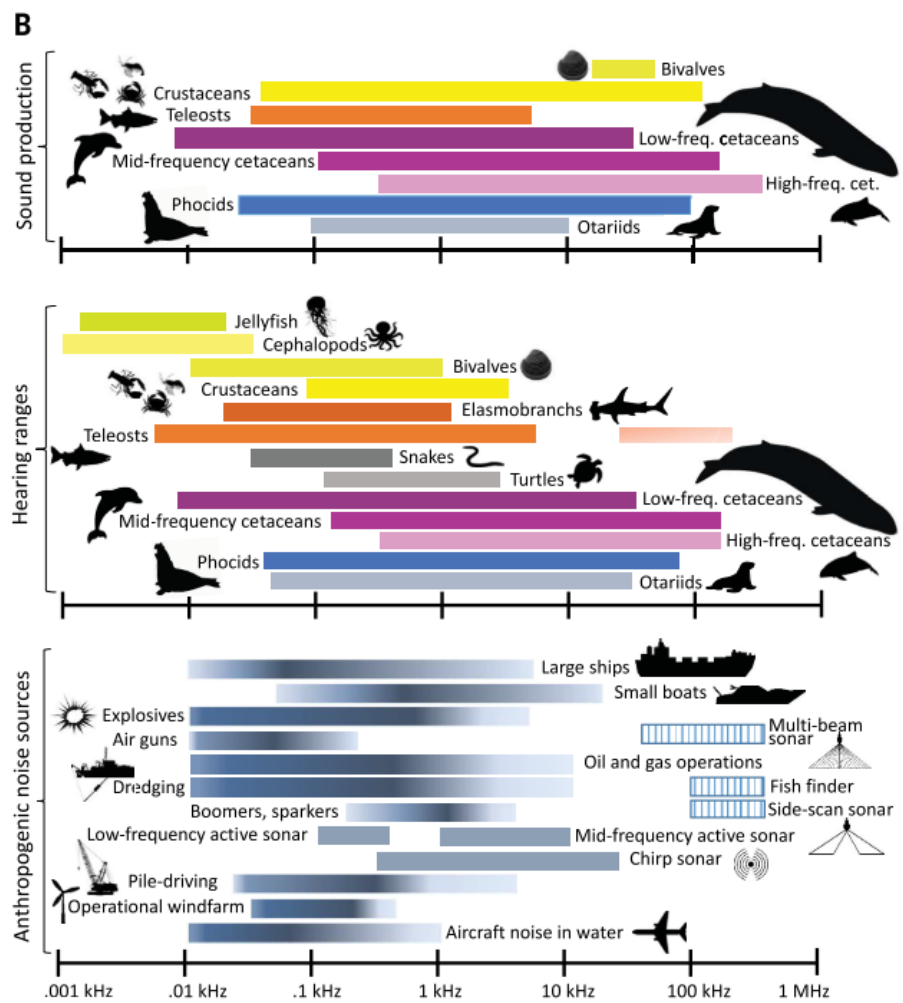 B
Sound production
Bivalves
Crustaceans
Teleosts
Low-freq. cetaceans
Mid-frequency cetaceans
High-freq. cet.
Phocids
Otariids
Hearing ranges
Jellyfish
Cephalopods
Bivalves
Crustaceans
Elasmobranchs
Teleosts
Snakes
Turtles
Low-freq. cetaceans
Mid-frequency cetaceans
High-freq. cetaceans
Phocids
Otariids
Anthropogenic noise sources
Large ships
Small boats
Explosives
Multi-beam
sonar
Air guns
Oil and gas operations
Dredging
Fish finder
Boomers, sparkers
Side-scan sonar
Low-frequency active sonar
Mid-frequency active sonar
Chirp sonar
Pile-driving
Operational windfarm
Aircraft noise in water
.001 kHz .01 kHz .1 kHz 1 kHz 10 kHz 100 kHz 1 MHz